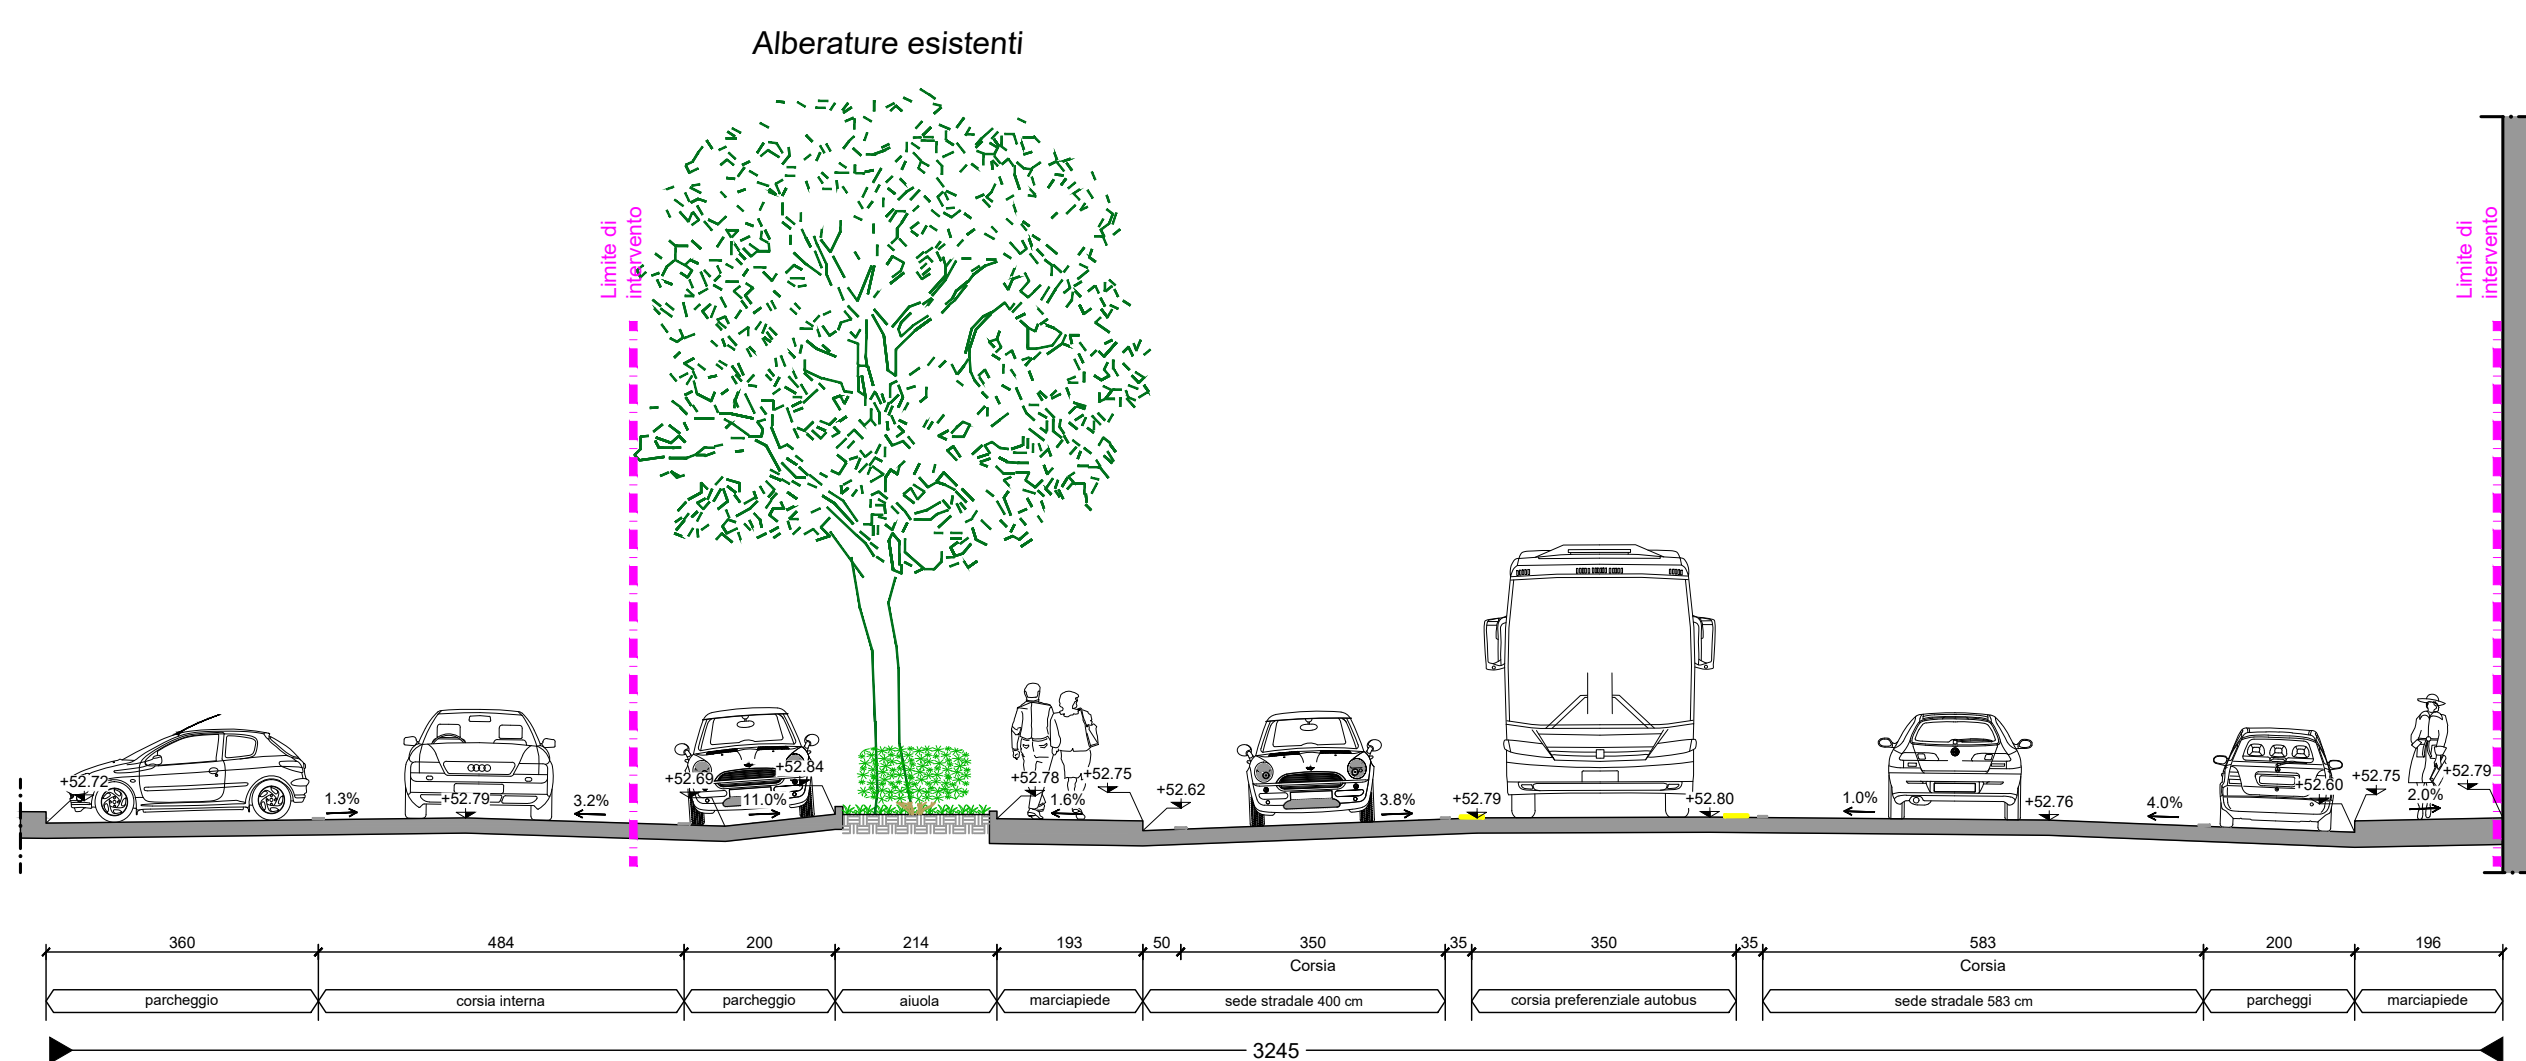 Alberature esistenti
Limite di
intervento
Limite di
intervento
+52.72
1.3%
+52.79
3.2%
+52.69
+52.84
11.0%
+52.78
1.6%
+52.75
+52.62
3.8%
+52.79
+52.80
1.0%
+52.76
4.0%
+52.60
+52.75
2.0%
+52.79
360
484
200
214
193
50
350
35
350
35
583
200
196
Corsia
Corsia
parcheggio
corsia interna
parcheggio
aiuola
marciapiede
sede stradale 400 cm
corsia preferenziale autobus
sede stradale 583 cm
parcheggi
marciapiede
3245